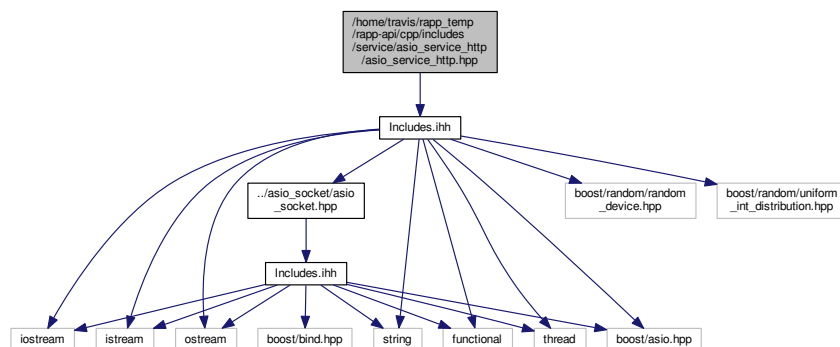 /home/travis/rapp_temp
/rapp-api/cpp/includes
/service/asio_service_http
/asio_service_http.hpp
Includes.ihh
../asio_socket/asio
_socket.hpp
boost/random/random
_device.hpp
boost/random/uniform
_int_distribution.hpp
Includes.ihh
iostream
istream
ostream
boost/bind.hpp
string
functional
thread
boost/asio.hpp